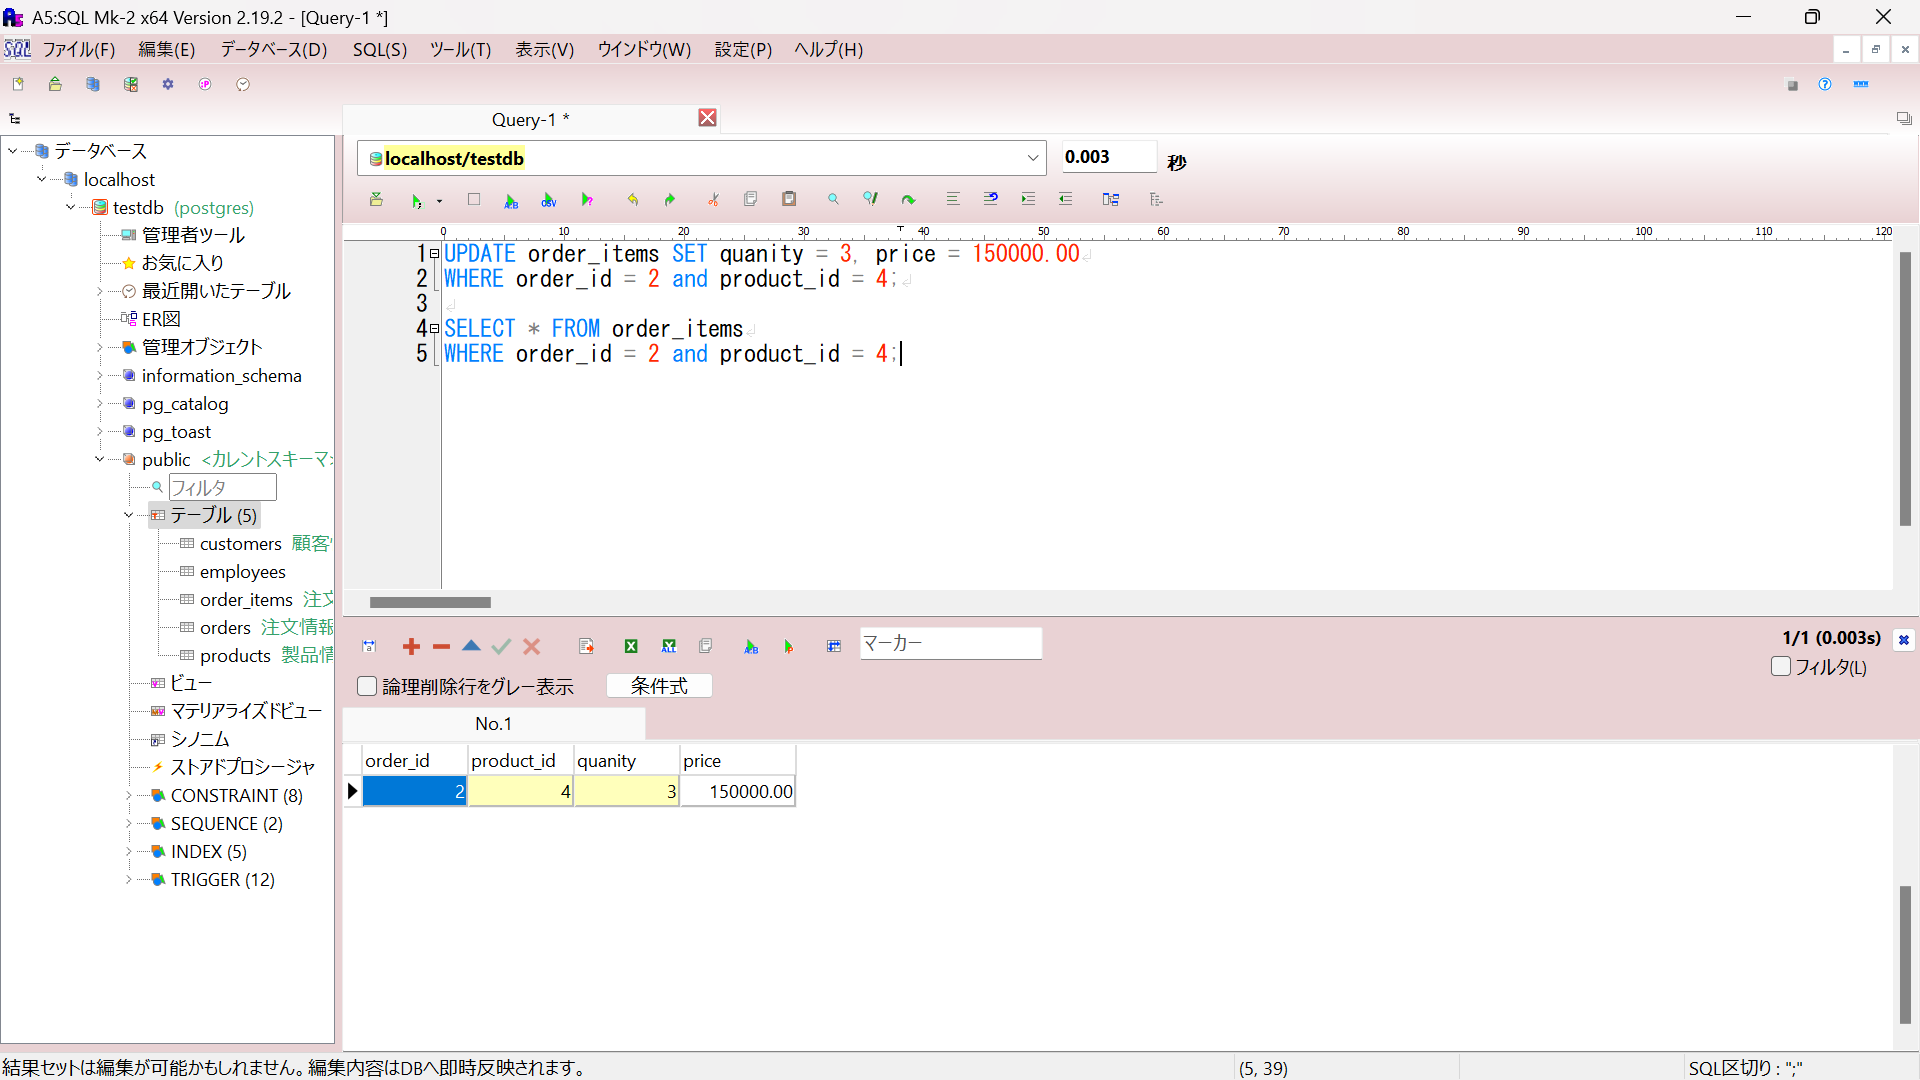 A5:SQL Mk-2 x64 Version 2.19.2 - [Query-1 *]
ファイル(F) 編集(E) データベース(D) SQL(S) ツール(T) 表示(V) ウインドウ(W) 設定(P) ヘルプ(H)
Query-1 *
localhost/testdb 0.003 秒
データベース
localhost
testdb (postgres)
管理者ツール
お気に入り
最近開いたテーブル
ER図
管理オブジェクト
information_schema
pg_catalog
pg_toast
public <カレントスキーマ>
フィルタ
テーブル (5)
customers 顧客
employees
order_items 注文
orders 注文情報
products 製品情
ビュー
マテリアライズドビュー
シノニム
ストアドプロシージャ
CONSTRAINT (8)
SEQUENCE (2)
INDEX (5)
TRIGGER (12)
0 10 20 30 40 50 60 70 80 90 100 110 120
1 UPDATE order_items SET quanity = 3, price = 150000.00
2 WHERE order_id = 2 and product_id = 4;
3
4 SELECT * FROM order_items
5 WHERE order_id = 2 and product_id = 4;
マーカー
1/1 (0.003s)
フィルタ(L)
論理削除行をグレー表示 条件式
No.1
order_id product_id quanity price
2 4 3 150000.00
結果セットは編集が可能かもしれません。編集内容はDBへ即時反映されます。 (5, 39) SQL区切り : ";"